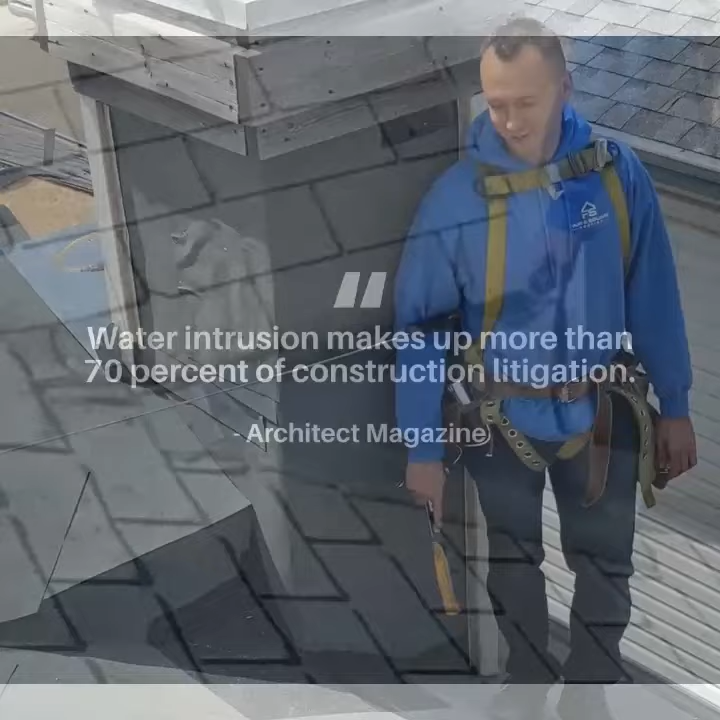 "
Water intrusion makes up more than
70 percent of construction litigation.
- Architect Magazine